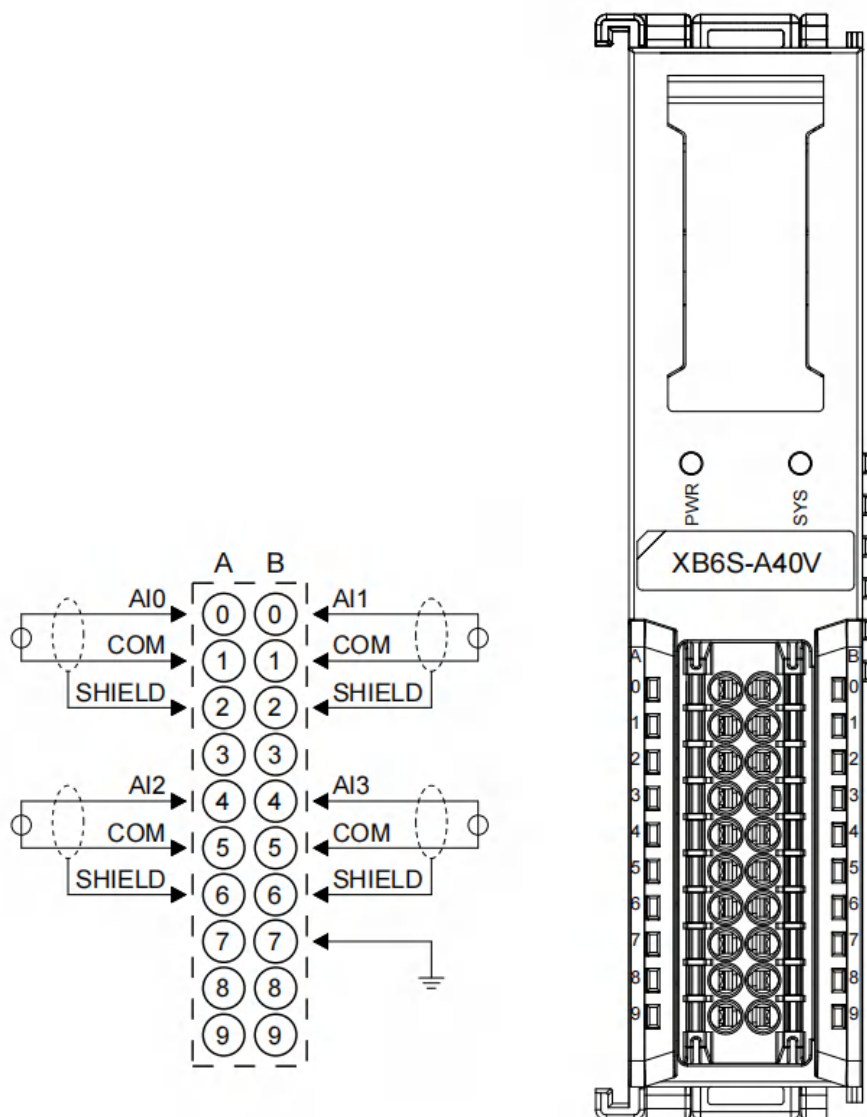 PWR
SYS
XB6S-A40V
A B
AI0 0 0 AI1
COM 1 1 COM
SHIELD 2 2 SHIELD
3 3
AI2 4 4 AI3
COM 5 5 COM
SHIELD 6 6 SHIELD
7 7
8 8
9 9
A B
0 0
1 1
2 2
3 3
4 4
5 5
6 6
7 7
8 8
9 9